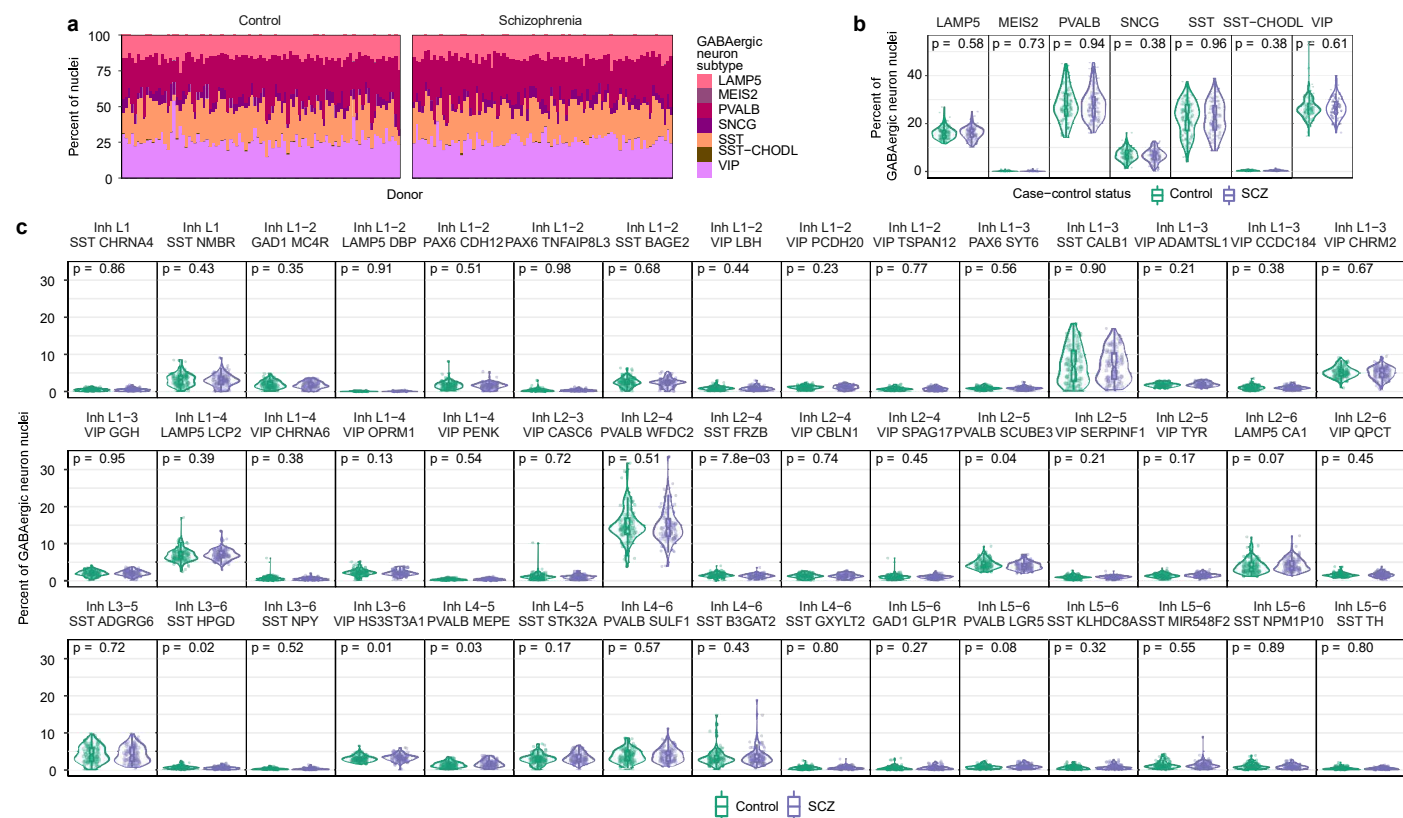 a
Control
Schizophrenia
Percent of nuclei
100
75
50
25
0
Donor
GABAergic
neuron
subtype
LAMP5
MEIS2
PVALB
SNCG
SST
SST−CHODL
VIP
b
LAMP5 MEIS2 PVALB SNCG SST SST−CHODL VIP
p = 0.58 p = 0.73 p = 0.94 p = 0.38 p = 0.96 p = 0.38 p = 0.61
Percent of
GABAergic neuron nuclei
40
20
0
Case−control status Control SCZ
c
Inh L1 Inh L1 Inh L1−2 Inh L1−2 Inh L1−2 Inh L1−2 Inh L1−2 Inh L1−2 Inh L1−2 Inh L1−2 Inh L1−3 Inh L1−3 Inh L1−3 Inh L1−3 Inh L1−3
SST CHRNA4 SST NMBR GAD1 MC4R LAMP5 DBP PAX6 CDH12 PAX6 TNFAIP8L3 SST BAGE2 VIP LBH VIP PCDH20 VIP TSPAN12 PAX6 SYT6 SST CALB1 VIP ADAMTSL1 VIP CCDC184 VIP CHRM2
p = 0.86 p = 0.43 p = 0.35 p = 0.91 p = 0.51 p = 0.98 p = 0.68 p = 0.44 p = 0.23 p = 0.77 p = 0.56 p = 0.90 p = 0.21 p = 0.38 p = 0.67
30
20
10
0
Percent of GABAergic neuron nuclei
Inh L1−3 Inh L1−4 Inh L1−4 Inh L1−4 Inh L1−4 Inh L2−3 Inh L2−4 Inh L2−4 Inh L2−4 Inh L2−4 Inh L2−5 Inh L2−5 Inh L2−5 Inh L2−6 Inh L2−6
VIP GGH LAMP5 LCP2 VIP CHRNA6 VIP OPRM1 VIP PENK VIP CASC6 PVALB WFDC2 SST FRZB VIP CBLN1 VIP SPAG17 PVALB SCUBE3 VIP SERPINF1 VIP TYR LAMP5 CA1 VIP QPCT
p = 0.95 p = 0.39 p = 0.38 p = 0.13 p = 0.54 p = 0.72 p = 0.51 p = 7.8e−03 p = 0.74 p = 0.45 p = 0.04 p = 0.21 p = 0.17 p = 0.07 p = 0.45
30
20
10
0
Inh L3−5 Inh L3−6 Inh L3−6 Inh L3−6 Inh L4−5 Inh L4−5 Inh L4−6 Inh L4−6 Inh L4−6 Inh L5−6 Inh L5−6 Inh L5−6 Inh L5−6 Inh L5−6 Inh L5−6
SST ADGRG6 SST HPGD SST NPY VIP HS3ST3A1 PVALB MEPE SST STK32A PVALB SULF1 SST B3GAT2 SST GXYLT2 GAD1 GLP1R PVALB LGR5 SST KLHDC8A SST MIR548F2 SST NPM1P10 SST TH
p = 0.72 p = 0.02 p = 0.52 p = 0.01 p = 0.03 p = 0.17 p = 0.57 p = 0.43 p = 0.80 p = 0.27 p = 0.08 p = 0.32 p = 0.55 p = 0.89 p = 0.80
30
20
10
0
Control SCZ